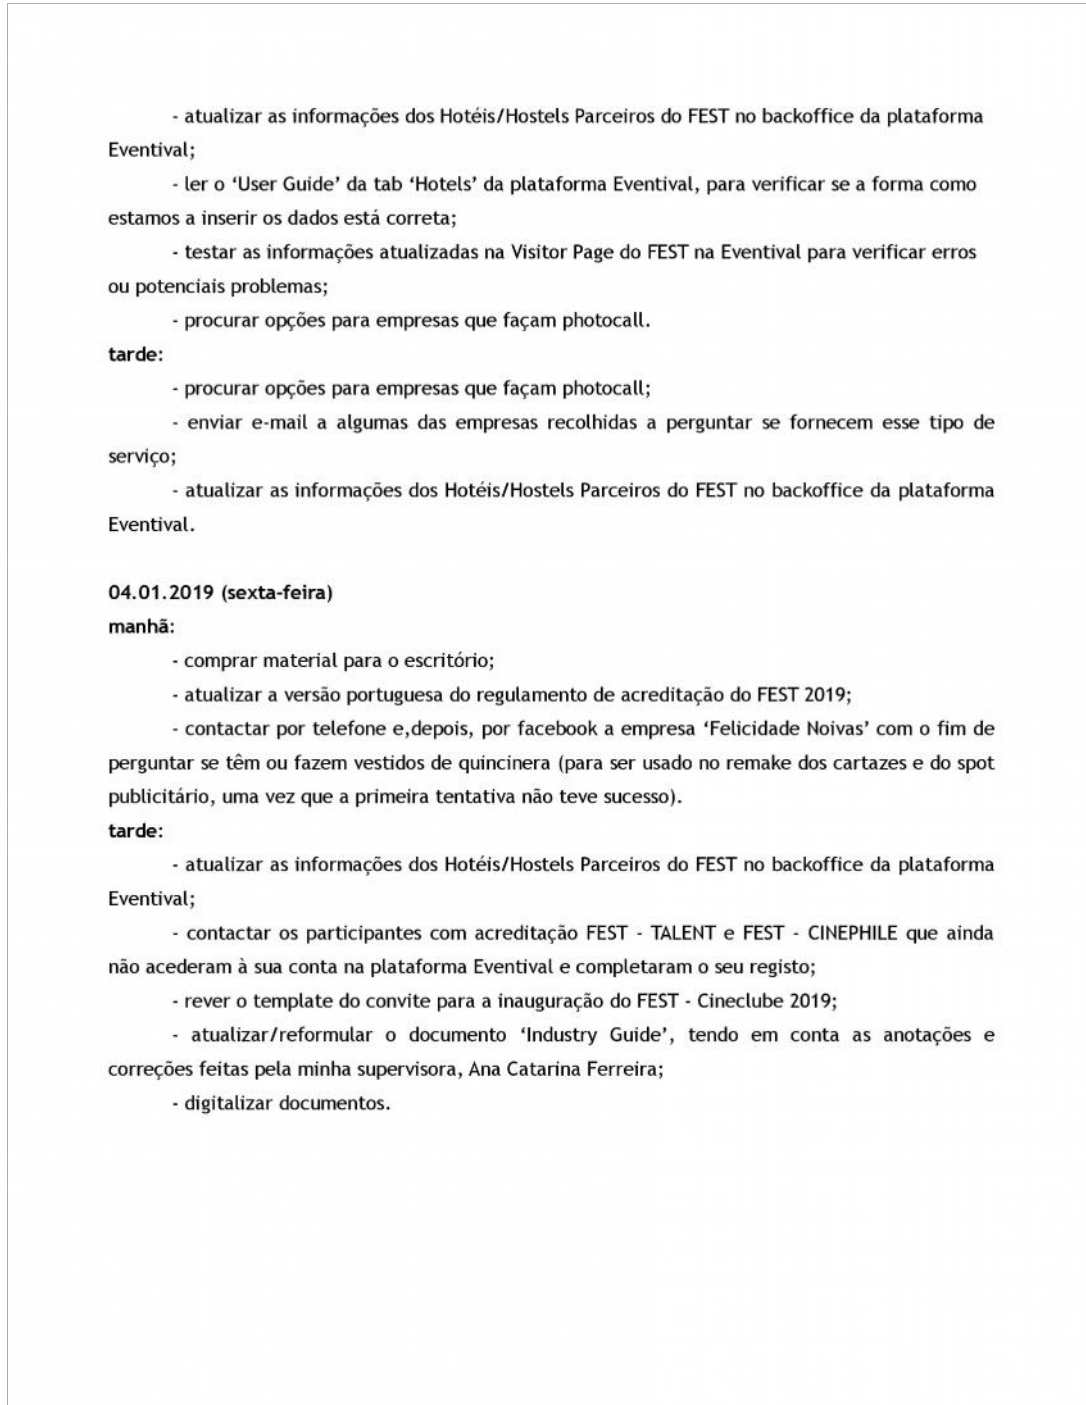 - atualizar as informações dos Hotéis/Hostels Parceiros do FEST no backoffice da plataforma
Eventival;
- ler o ‘User Guide’ da tab ‘Hotels’ da plataforma Eventival, para verificar se a forma como
estamos a inserir os dados está correta;
- testar as informações atualizadas na Visitor Page do FEST na Eventival para verificar erros
ou potenciais problemas;
- procurar opções para empresas que façam photocall.
tarde:
- procurar opções para empresas que façam photocall;
- enviar e-mail a algumas das empresas recolhidas a perguntar se fornecem esse tipo de
serviço;
- atualizar as informações dos Hotéis/Hostels Parceiros do FEST no backoffice da plataforma
Eventival.
04.01.2019 (sexta-feira)
manhã:
- comprar material para o escritório;
- atualizar a versão portuguesa do regulamento de acreditação do FEST 2019;
- contactar por telefone e,depois, por facebook a empresa ‘Felicidade Noivas’ com o fim de
perguntar se têm ou fazem vestidos de quincinera (para ser usado no remake dos cartazes e do spot
publicitário, uma vez que a primeira tentativa não teve sucesso).
tarde:
- atualizar as informações dos Hotéis/Hostels Parceiros do FEST no backoffice da plataforma
Eventival;
- contactar os participantes com acreditação FEST - TALENT e FEST - CINEPHILE que ainda
não acederam à sua conta na plataforma Eventival e completaram o seu registo;
- rever o template do convite para a inauguração do FEST - Cineclube 2019;
- atualizar/reformular o documento ‘Industry Guide’, tendo em conta as anotações e
correções feitas pela minha supervisora, Ana Catarina Ferreira;
- digitalizar documentos.